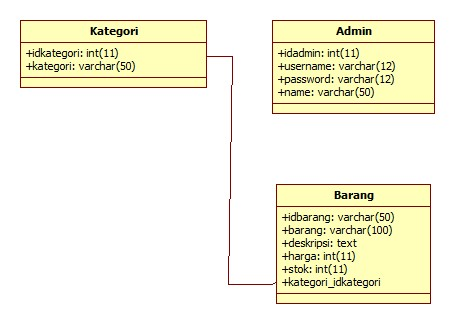 Kategori
+idkategori: int(11)
+kategori: varchar(50)
Admin
+idadmin: int(11)
+username: varchar(12)
+password: varchar(12)
+name: varchar(50)
Barang
+idbarang: varchar(50)
+barang: varchar(100)
+deskripsi: text
+harga: int(11)
+stok: int(11)
+kategori_idkategori